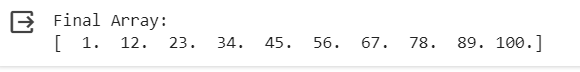 Final Array:
[  1.  12.  23.  34.  45.  56.  67.  78.  89. 100.]